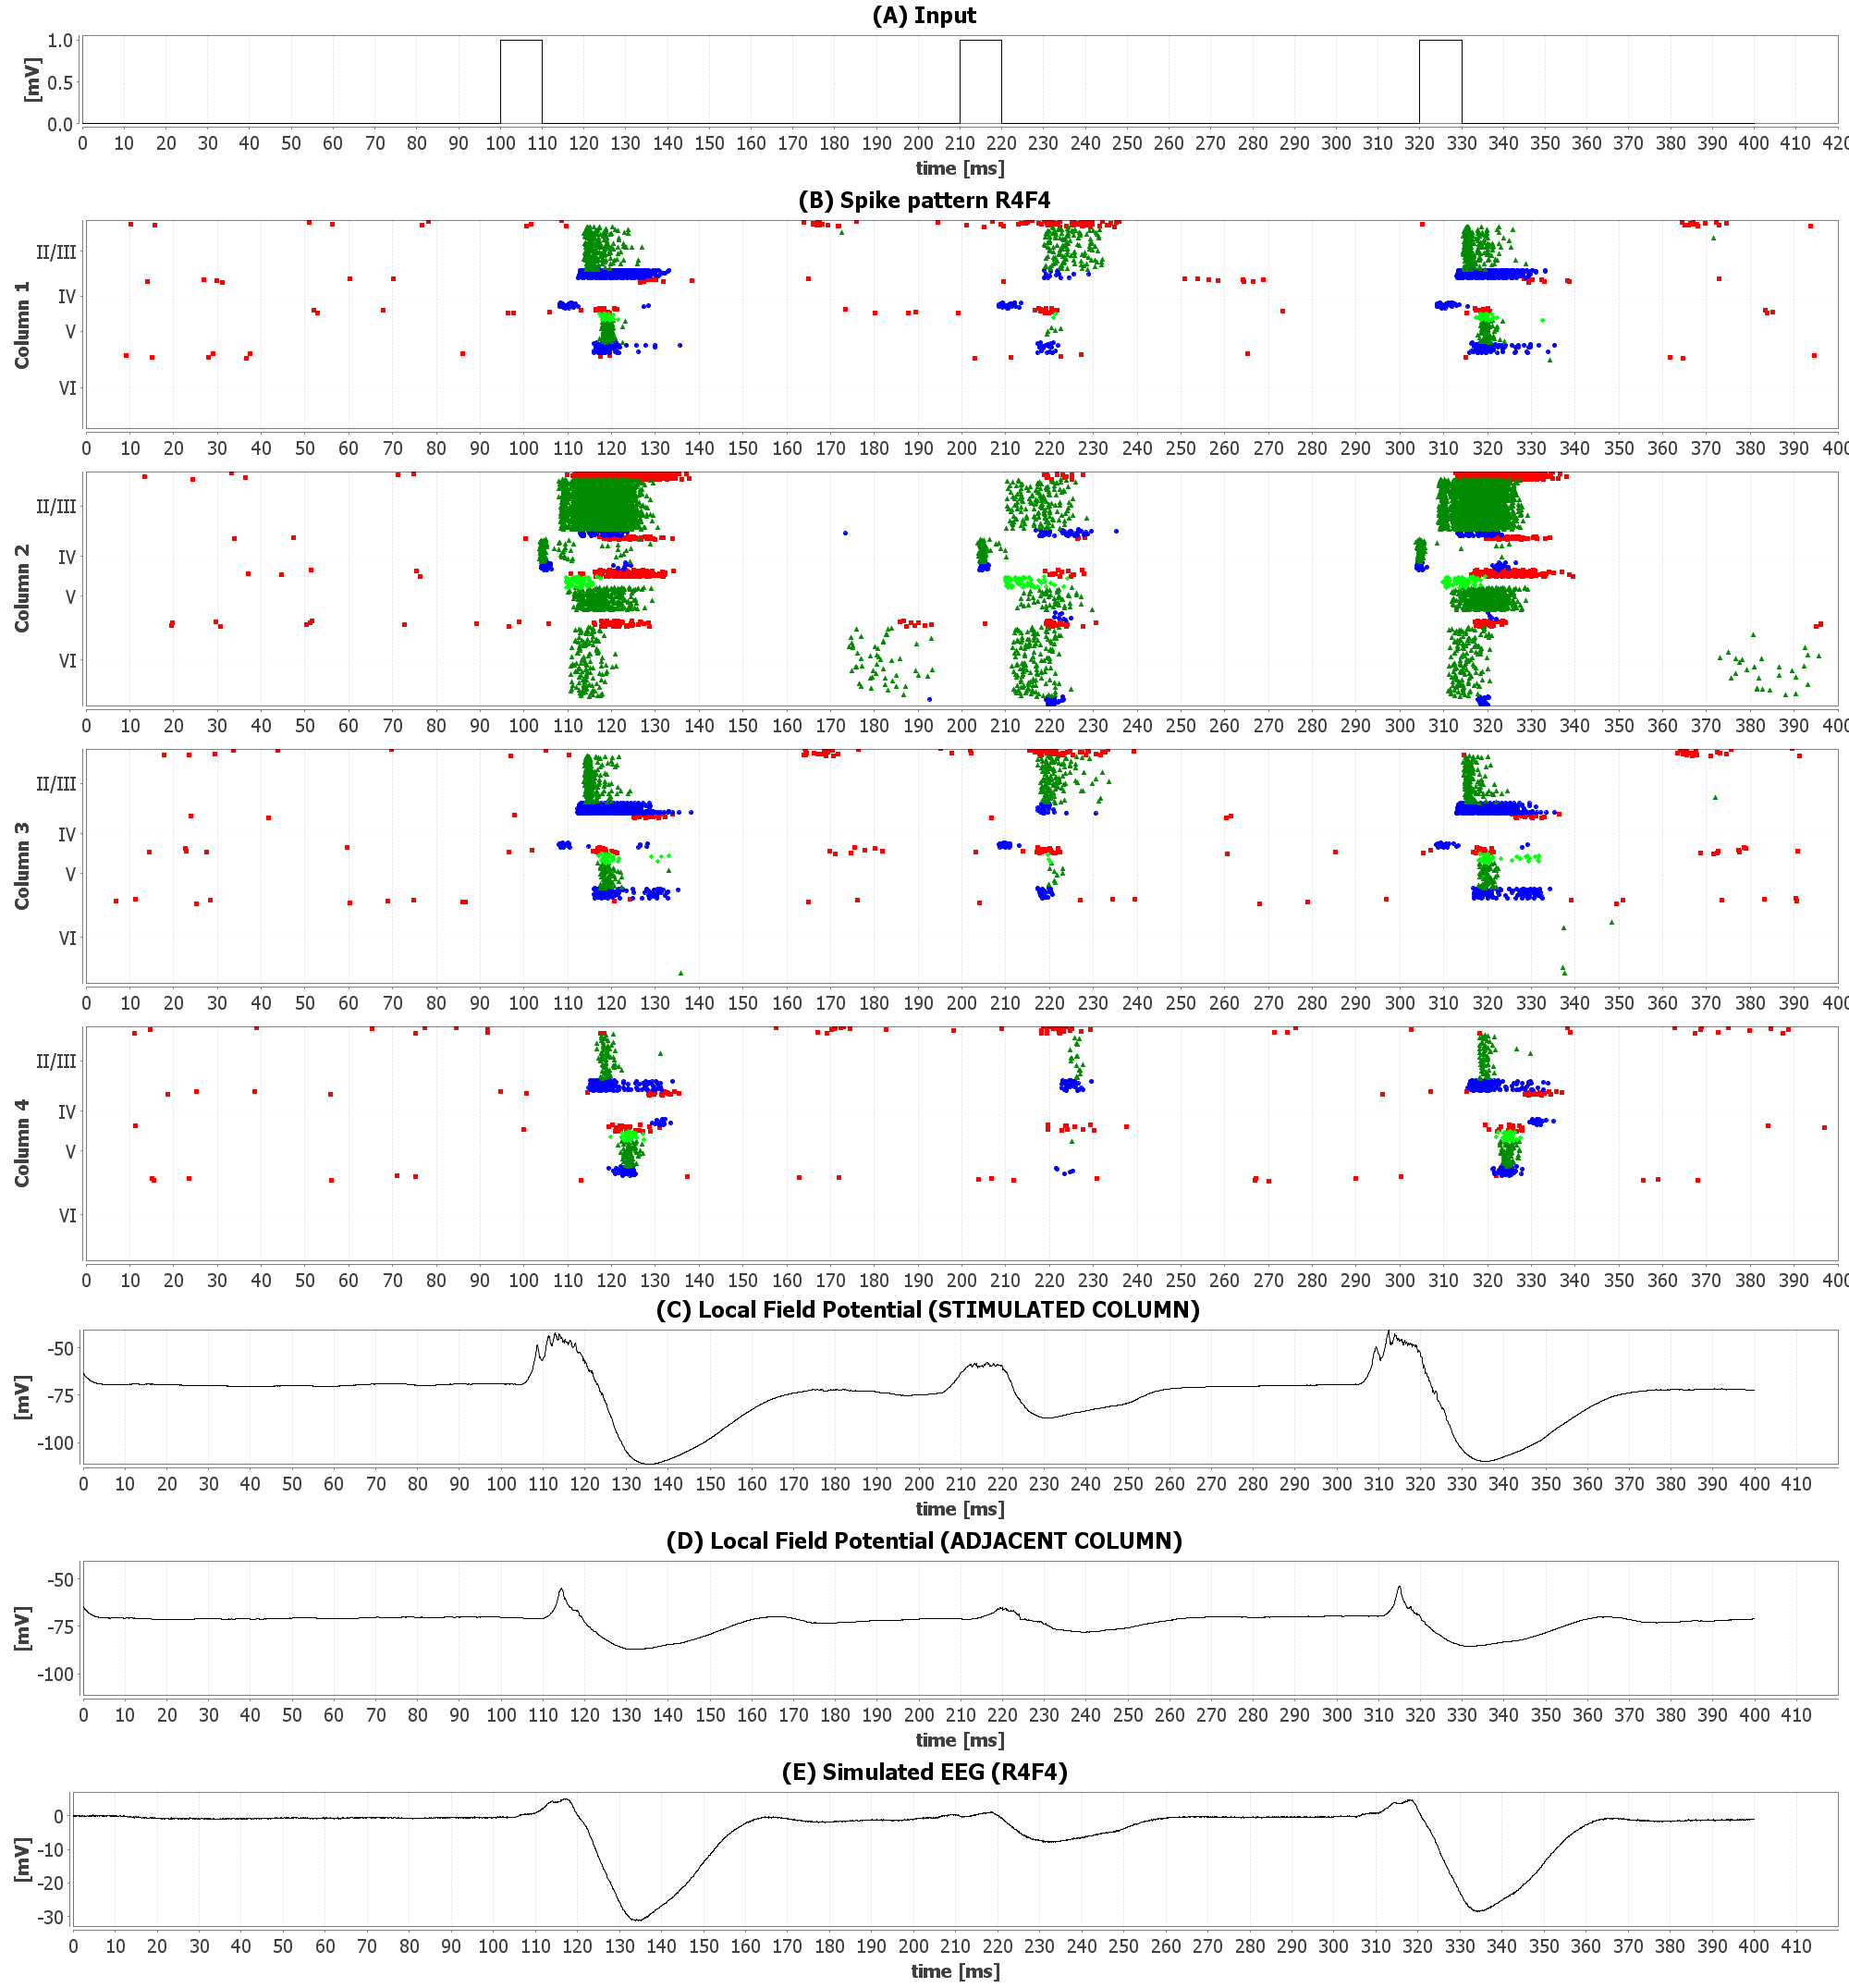 (A) Input
[mV]
1.0
0.5
0.0
0 10 20 30 40 50 60 70 80 90 100 110 120 130 140 150 160 170 180 190 200 210 220 230 240 250 260 270 280 290 300 310 320 330 340 350 360 370 380 390 400 410 420
time [ms]
(B) Spike pattern R4F4
Column 1
II/III
IV
V
VI
0 10 20 30 40 50 60 70 80 90 100 110 120 130 140 150 160 170 180 190 200 210 220 230 240 250 260 270 280 290 300 310 320 330 340 350 360 370 380 390 400
Column 2
II/III
IV
V
VI
0 10 20 30 40 50 60 70 80 90 100 110 120 130 140 150 160 170 180 190 200 210 220 230 240 250 260 270 280 290 300 310 320 330 340 350 360 370 380 390 400
Column 3
II/III
IV
V
VI
0 10 20 30 40 50 60 70 80 90 100 110 120 130 140 150 160 170 180 190 200 210 220 230 240 250 260 270 280 290 300 310 320 330 340 350 360 370 380 390 400
Column 4
II/III
IV
V
VI
0 10 20 30 40 50 60 70 80 90 100 110 120 130 140 150 160 170 180 190 200 210 220 230 240 250 260 270 280 290 300 310 320 330 340 350 360 370 380 390 400
(C) Local Field Potential (STIMULATED COLUMN)
[mV]
-50
-75
-100
0 10 20 30 40 50 60 70 80 90 100 110 120 130 140 150 160 170 180 190 200 210 220 230 240 250 260 270 280 290 300 310 320 330 340 350 360 370 380 390 400 410
time [ms]
(D) Local Field Potential (ADJACENT COLUMN)
[mV]
-50
-75
-100
0 10 20 30 40 50 60 70 80 90 100 110 120 130 140 150 160 170 180 190 200 210 220 230 240 250 260 270 280 290 300 310 320 330 340 350 360 370 380 390 400 410
time [ms]
(E) Simulated EEG (R4F4)
[mV]
0
-10
-20
-30
0 10 20 30 40 50 60 70 80 90 100 110 120 130 140 150 160 170 180 190 200 210 220 230 240 250 260 270 280 290 300 310 320 330 340 350 360 370 380 390 400 410
time [ms]